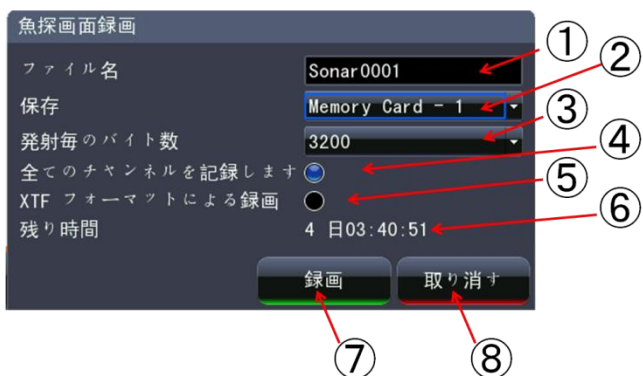 魚探画面録画
ファイル名 Sonar0001 ①
保存 Memory Card - 1 ②
発射毎のバイト数 3200 ③
全てのチャンネルを記録します ④
XTF フォーマットによる録画 ⑤
残り時間 4 日03:40:51 ⑥
録画 取り消す
⑦ ⑧